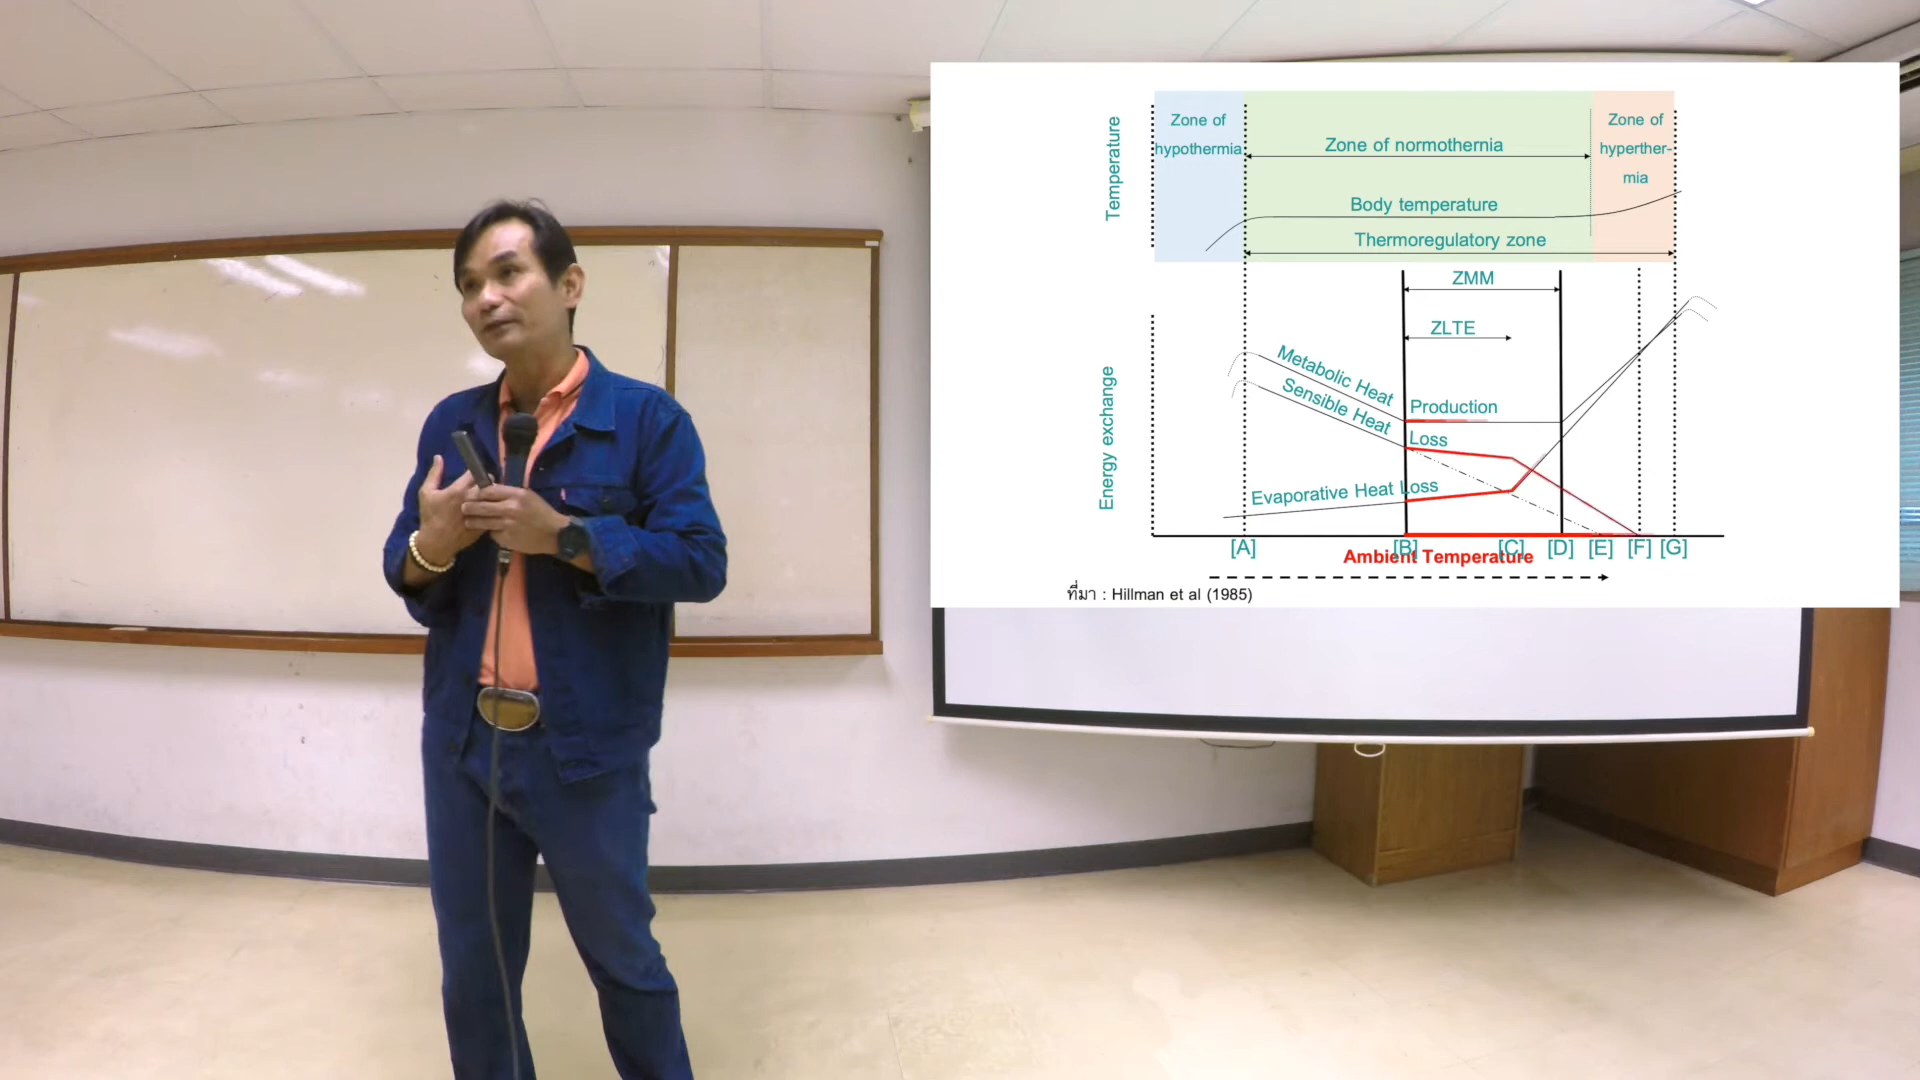 Temperature
Zone of
hypothermia
Zone of normothernia
Zone of
hyperther-
mia
Body temperature
Thermoregulatory zone
ZMM
ZLTE
Energy exchange
Metabolic Heat
Production
Sensible Heat
Loss
Evaporative Heat Loss
[A] [B] [C] [D] [E] [F] [G]
Ambient Temperature
ที่มา : Hillman et al (1985)